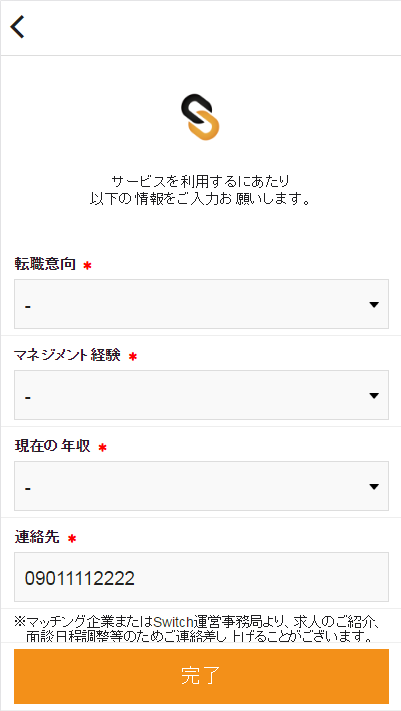 サービスを利用するにあたり
以下の情報をご入力お願いします。
転職意向 ✱
-
マネジメント経験 ✱
-
現在の年収 ✱
-
連絡先 ✱
09011112222
※マッチング企業またはSwitch運営事務局より、求人のご紹介、
面談日程調整等のためご連絡差し上げることがございます。
完了